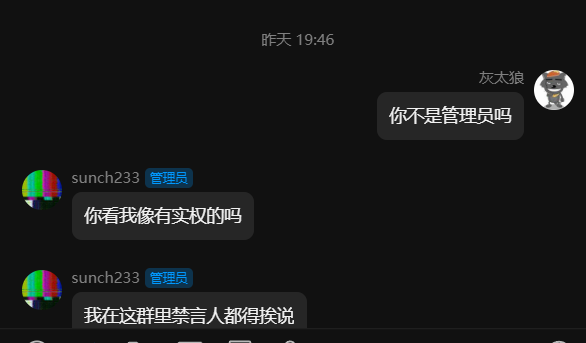 昨天 19:46
灰太狼
你不是管理员吗
sunch233 管理员
你看我像有实权的吗
sunch233 管理员
我在这群里禁言人都得挨说